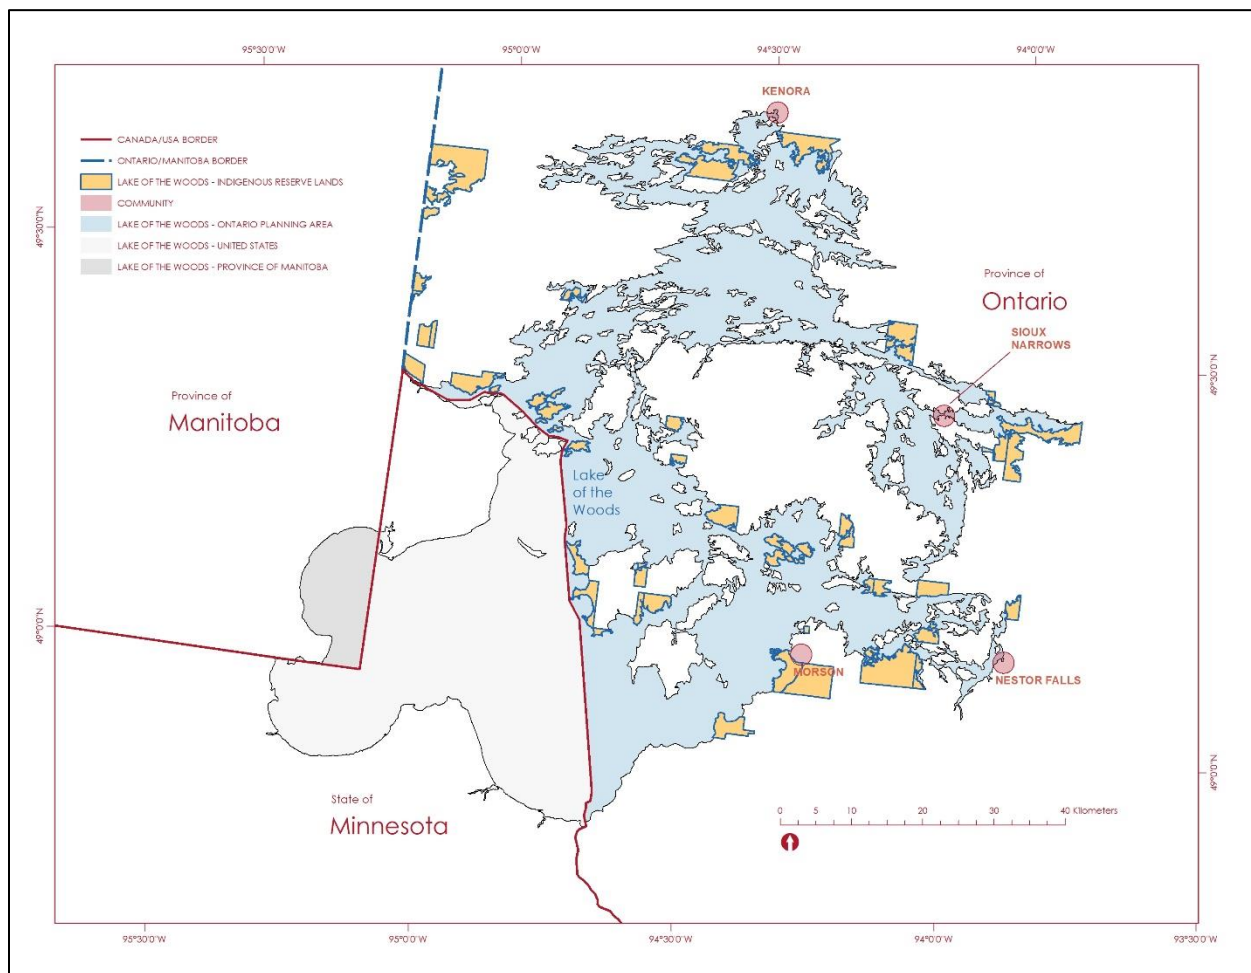 95°30'0"W 95°0'0"W 94°30'0"W 94°0'0"W
KENORA
CANADA/USA BORDER
ONTARIO/MANITOBA BORDER
LAKE OF THE WOODS - INDIGENOUS RESERVE LANDS
COMMUNITY
LAKE OF THE WOODS - ONTARIO PLANNING AREA
LAKE OF THE WOODS - UNITED STATES
LAKE OF THE WOODS - PROVINCE OF MANITOBA
49°30'0"N
Province of
Ontario
SIOUX
NARROWS
49°30'0"N
Province of
Manitoba
Lake
of the
Woods
49°0'0"N
MORSON
NESTOR FALLS
49°0'0"N
State of
Minnesota
0 5 10 20 30 40 Kilometers
95°30'0"W 95°0'0"W 94°30'0"W 94°0'0"W 93°30'0"W